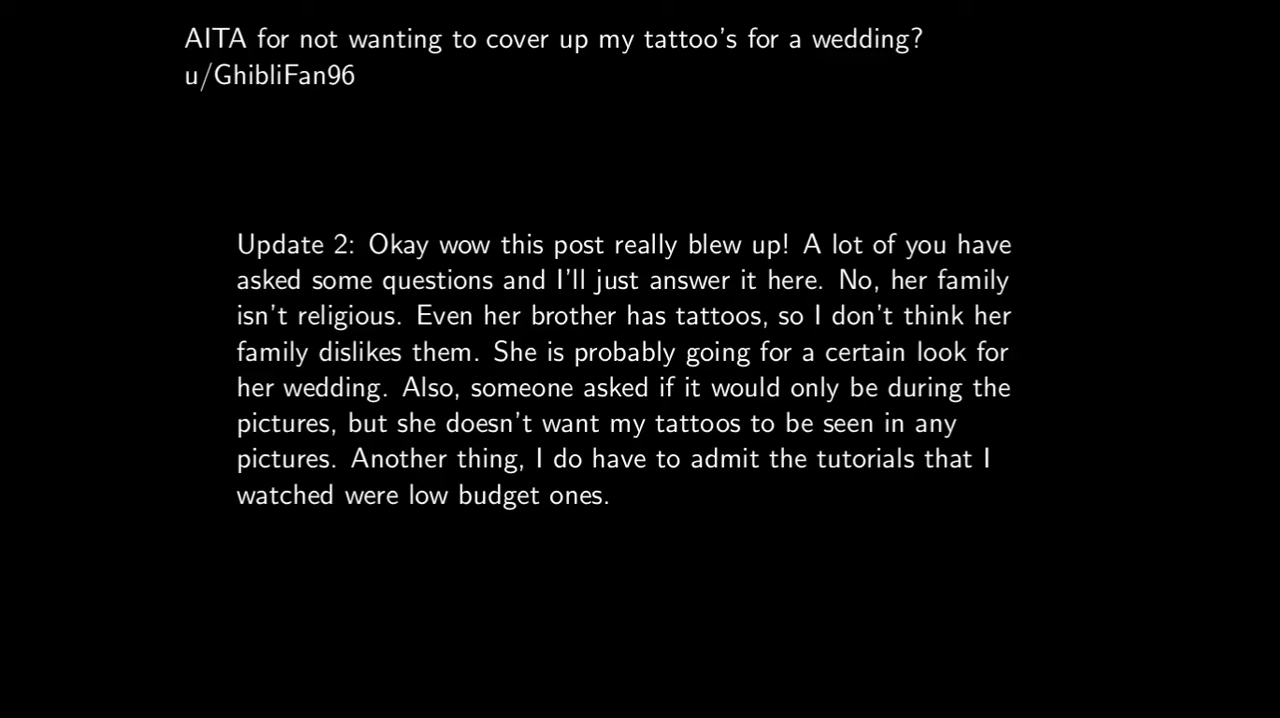 AITA for not wanting to cover up my tattoo's for a wedding?
u/GhibliFan96
Update 2: Okay wow this post really blew up! A lot of you have
asked some questions and I'll just answer it here. No, her family
isn't religious. Even her brother has tattoos, so I don't think her
family dislikes them. She is probably going for a certain look for
her wedding. Also, someone asked if it would only be during the
pictures, but she doesn't want my tattoos to be seen in any
pictures. Another thing, I do have to admit the tutorials that I
watched were low budget ones.